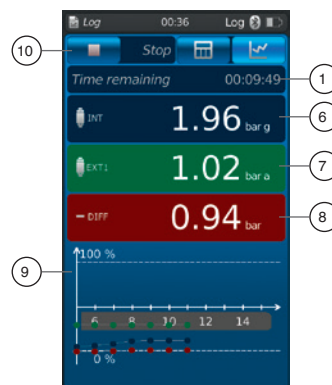 Log 00:36 Log
10 Stop
Time remaining 00:09:49 1
INT 1.96 bar g 6
EXT1 1.02 bar a 7
DIFF 0.94 bar 8
100 %
9
6 8 10 12 14
0 %